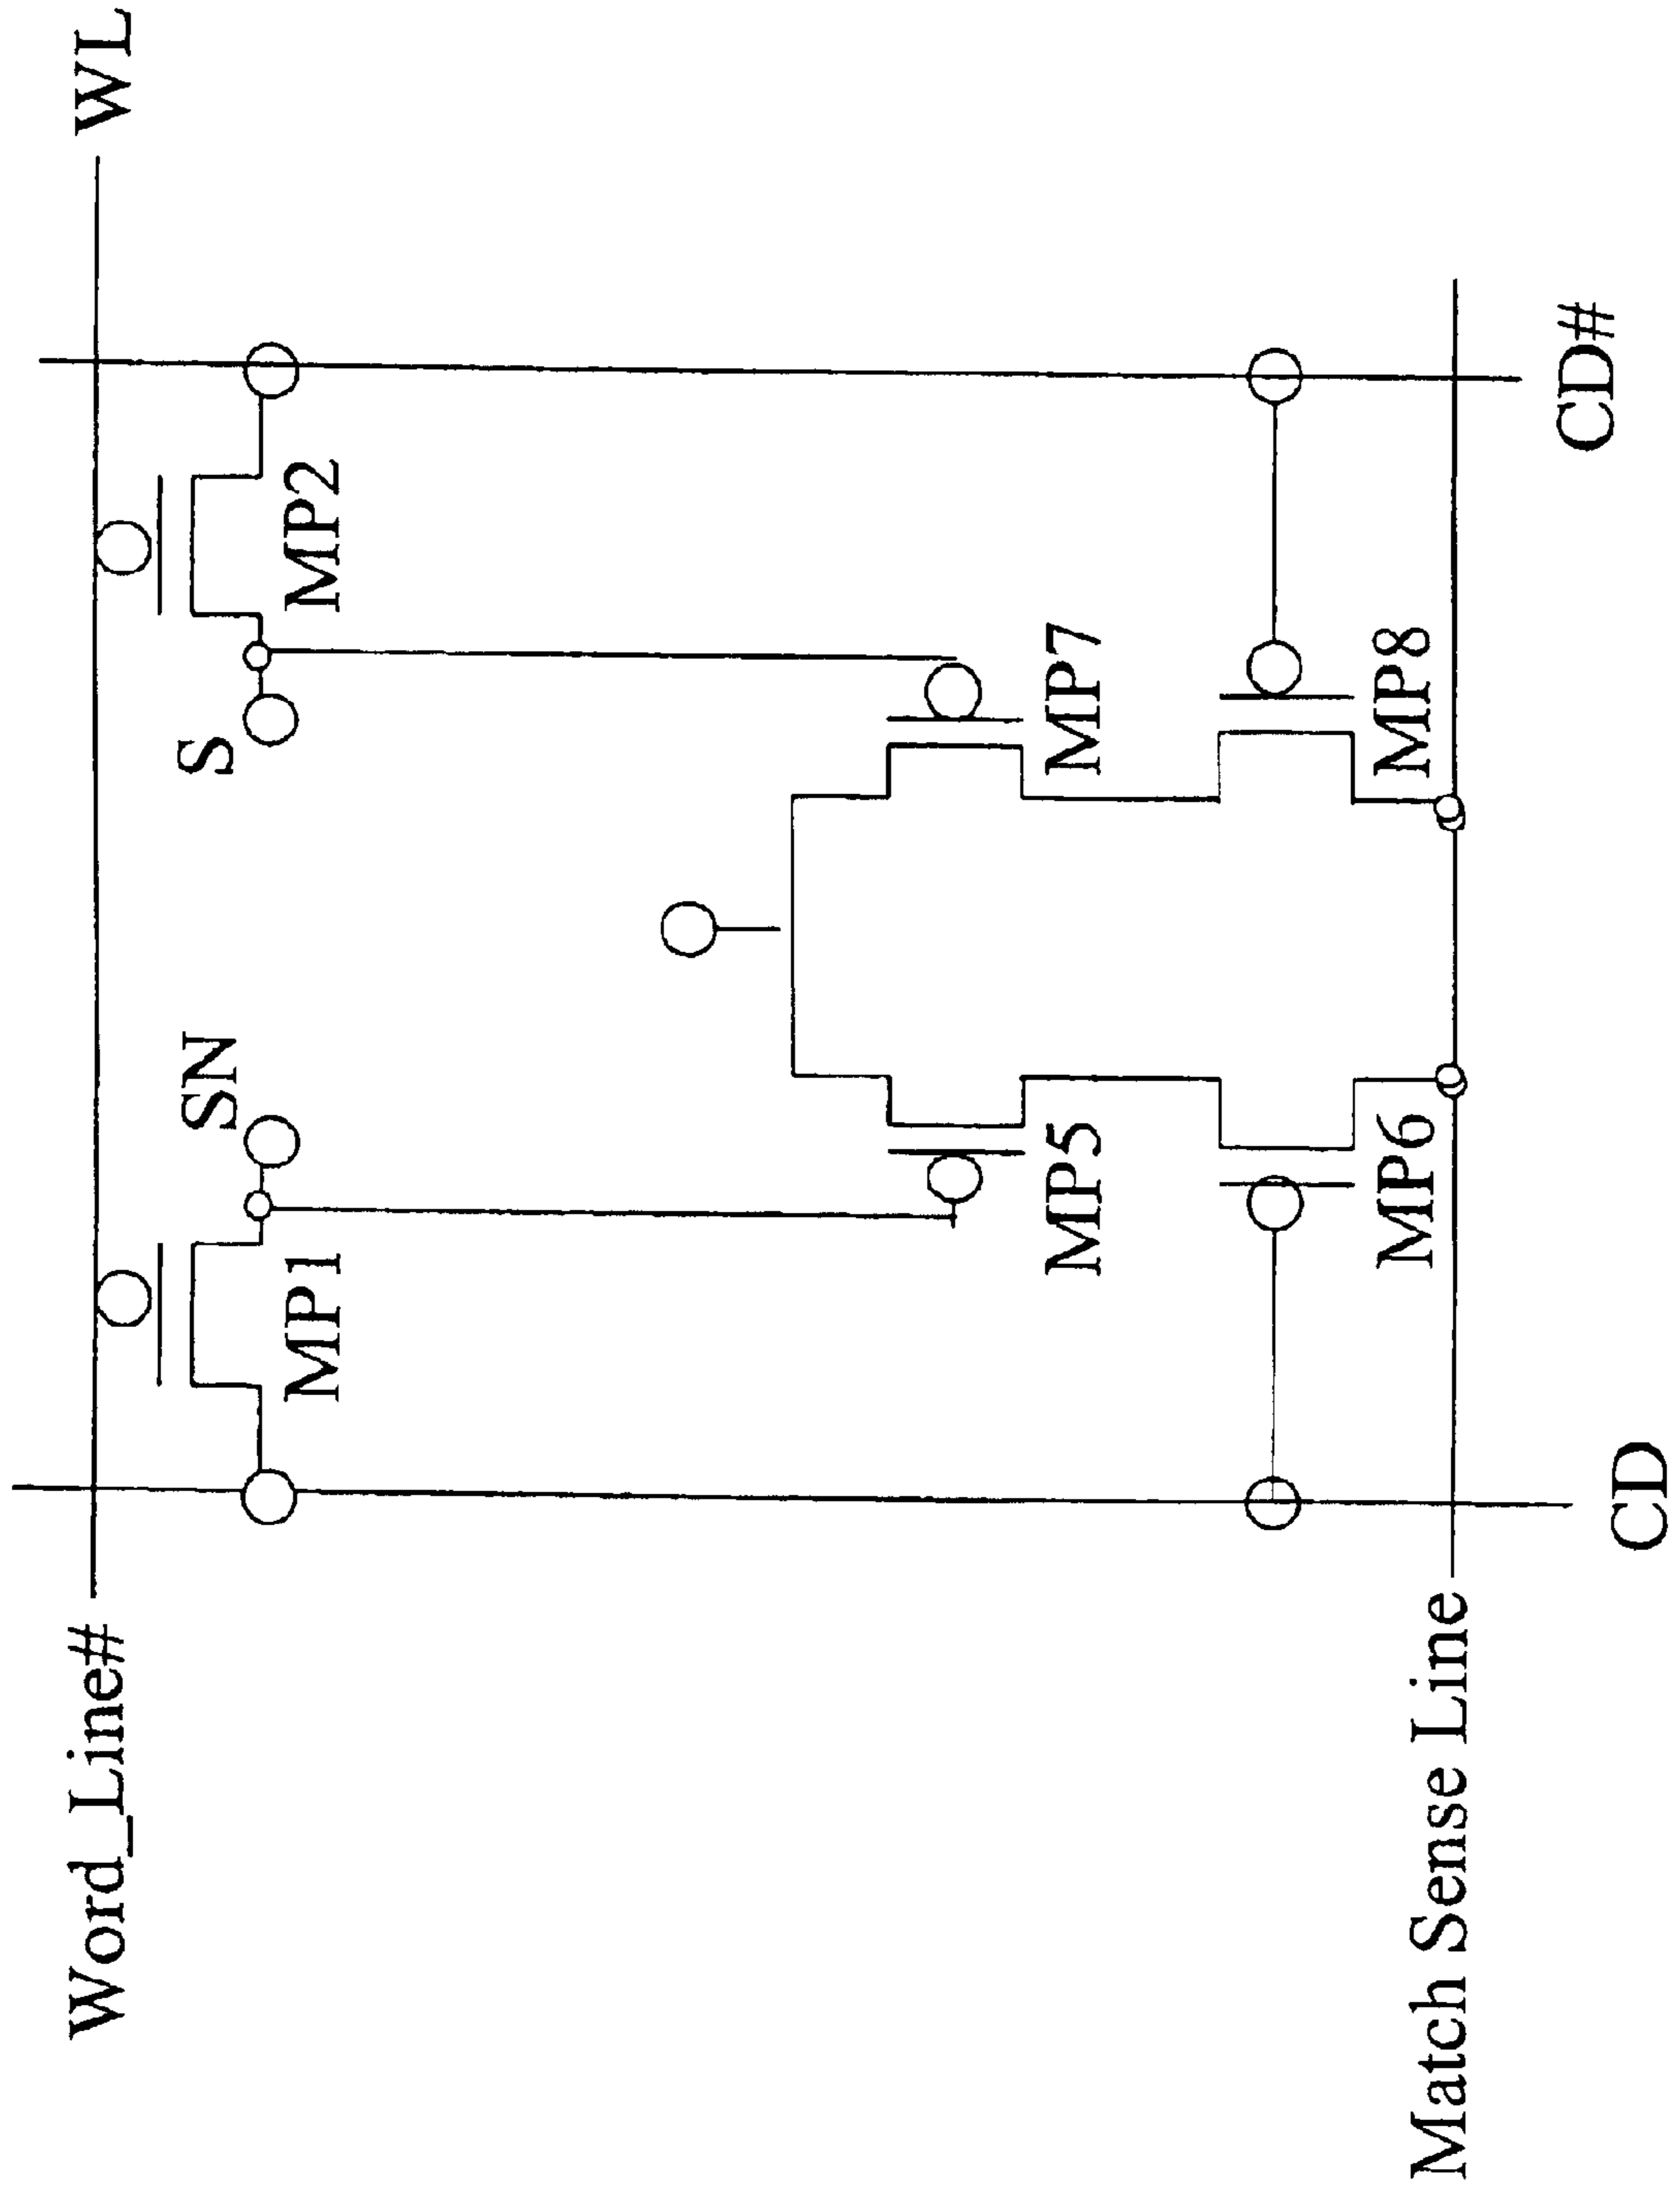 Word_Line#
WL
SN
S
MP1
MP2
MP5
MP7
MP6
MP8
Match Sense Line
CD
CD#